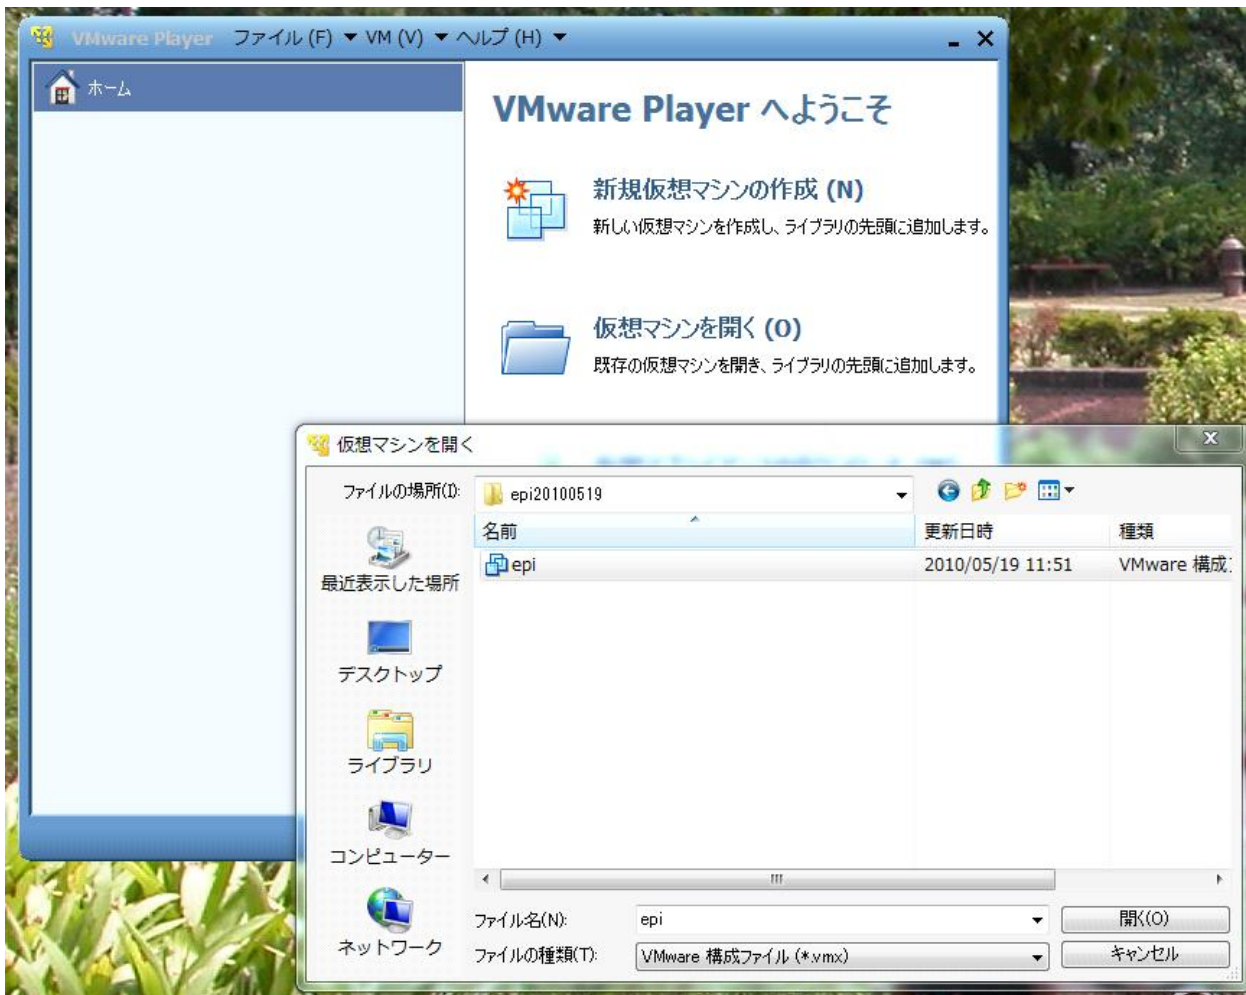 VMware Player ファイル (F) ▼ VM (V) ▼ ヘルプ (H) ▼
ホーム
VMware Player へようこそ
新規仮想マシンの作成 (N)
新しい仮想マシンを作成し、ライブラリの先頭に追加します。
仮想マシンを開く (O)
既存の仮想マシンを開き、ライブラリの先頭に追加します。
仮想マシンを開く
ファイルの場所(I):
epi20100519
名前 更新日時 種類
epi 2010/05/19 11:51 VMware 構成
最近表示した場所
デスクトップ
ライブラリ
コンピューター
ネットワーク
ファイル名(N): epi 開く(O)
ファイルの種類(T): VMware 構成ファイル (*.vmx) キャンセル